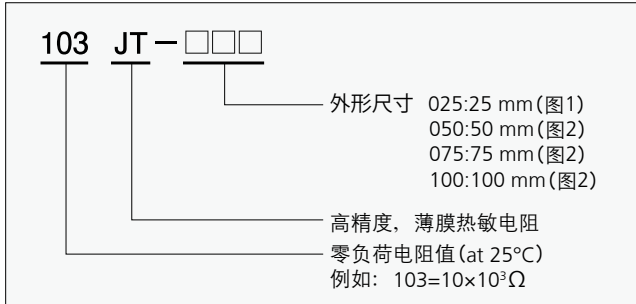 103 JT－□□□
外形尺寸 025:25 mm(图1)
050:50 mm(图2)
075:75 mm(图2)
100:100 mm(图2)
高精度，薄膜热敏电阻
零负荷电阻值(at 25°C)
例如：103=10×10³Ω